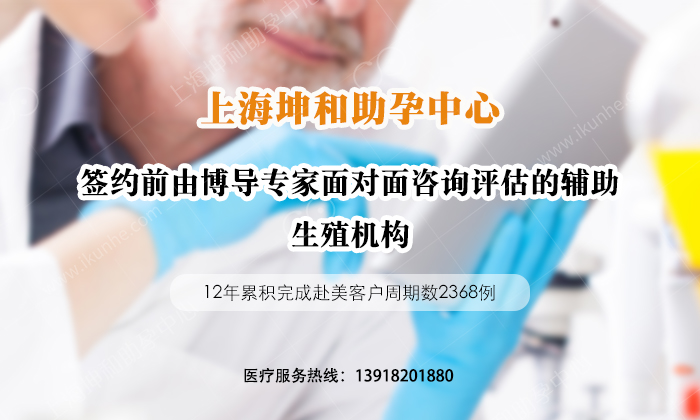 上海坤和助孕中心
签约前由博导专家面对面咨询评估的辅助
生殖机构
12年累积完成赴美客户周期数2368例
医疗服务热线：13918201880